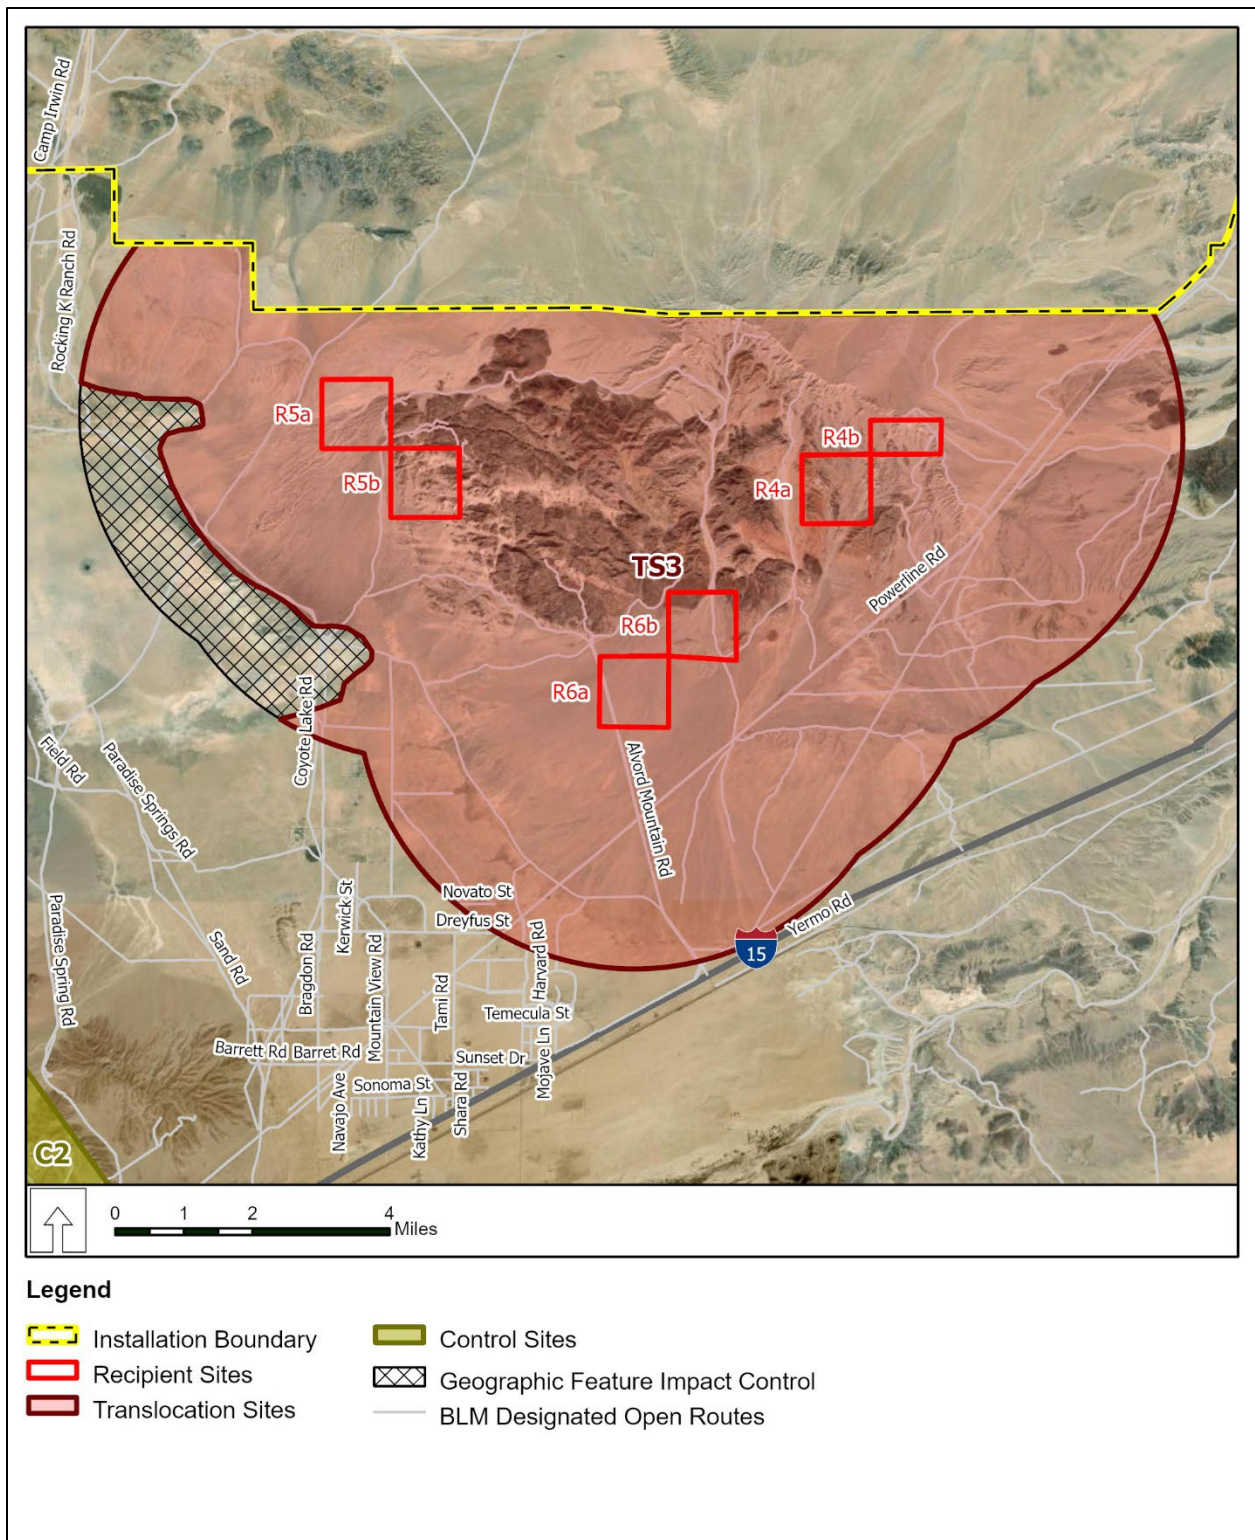 Camp Irwin Rd
Rocking K Ranch Rd
R5a
R5b
R4b
R4a
TS3
Powerline Rd
R6b
R6a
Coyote Lake Rd
Field Rd
Paradise Springs Rd
Alvord Mountain Rd
Novato St
Dreyfus St
Kerwick St
Yermo Rd
15
Paradise Spring Rd
Sand Rd
Bragdon Rd
Mountain View Rd
Tami Rd
Harvard Rd
Temecula St
Barrett Rd
Barret Rd
Sunset Dr
Mojave Ln
Sonoma St
Navajo Ave
Kathy Ln
Shara Rd
C2
0 1 2 4
Miles
Legend
Installation Boundary
Recipient Sites
Translocation Sites
Control Sites
Geographic Feature Impact Control
BLM Designated Open Routes